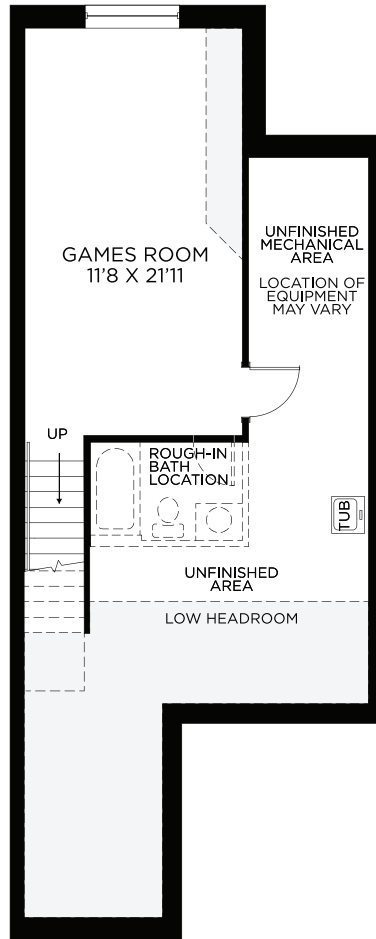 GAMES ROOM
11'8 X 21'11
UNFINISHED
MECHANICAL
AREA
LOCATION OF
EQUIPMENT
MAY VARY
UP
ROUGH-IN
BATH
LOCATION
TUB
UNFINISHED
AREA
LOW HEADROOM